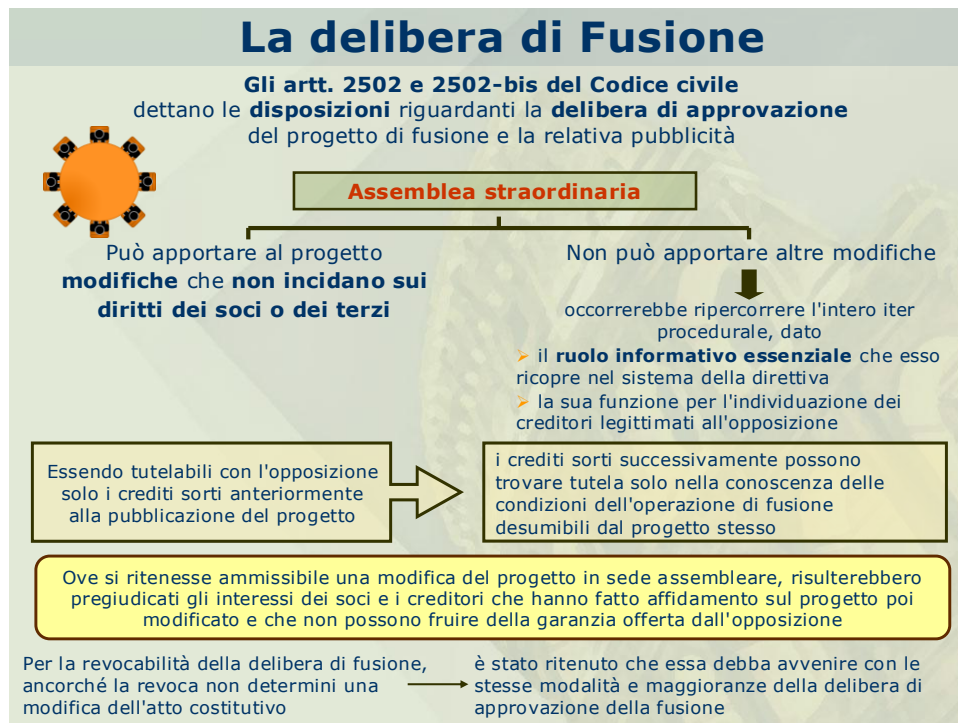 La delibera di Fusione
Gli artt. 2502 e 2502-bis del Codice civile
dettano le disposizioni riguardanti la delibera di approvazione
del progetto di fusione e la relativa pubblicità
Assemblea straordinaria
Può apportare al progetto
modifiche che non incidano sui
diritti dei soci o dei terzi
Non può apportare altre modifiche
occorrerebbe ripercorrere l'intero iter
procedurale, dato
➢ il ruolo informativo essenziale che esso
ricopre nel sistema della direttiva
➢ la sua funzione per l'individuazione dei
creditori legittimati all'opposizione
Essendo tutelabili con l'opposizione
solo i crediti sorti anteriormente
alla pubblicazione del progetto
i crediti sorti successivamente possono
trovare tutela solo nella conoscenza delle
condizioni dell'operazione di fusione
desumibili dal progetto stesso
Ove si ritenesse ammissibile una modifica del progetto in sede assembleare, risulterebbero
pregiudicati gli interessi dei soci e i creditori che hanno fatto affidamento sul progetto poi
modificato e che non possono fruire della garanzia offerta dall'opposizione
Per la revocabilità della delibera di fusione,
ancorché la revoca non determini una
modifica dell'atto costitutivo
è stato ritenuto che essa debba avvenire con le
stesse modalità e maggioranze della delibera di
approvazione della fusione